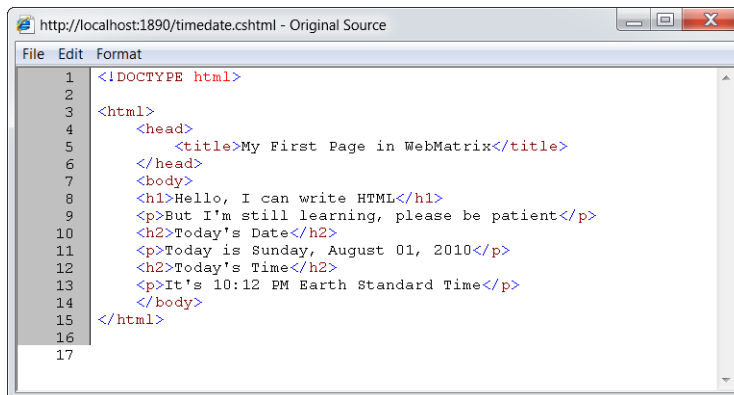 http://localhost:1890/timedate.cshtml - Original Source
File Edit Format
1 <!DOCTYPE html>
2
3 <html>
4 <head>
5 <title>My First Page in WebMatrix</title>
6 </head>
7 <body>
8 <h1>Hello, I can write HTML</h1>
9 <p>But I'm still learning, please be patient</p>
10 <h2>Today's Date</h2>
11 <p>Today is Sunday, August 01, 2010</p>
12 <h2>Today's Time</h2>
13 <p>It's 10:12 PM Earth Standard Time</p>
14 </body>
15 </html>
16
17